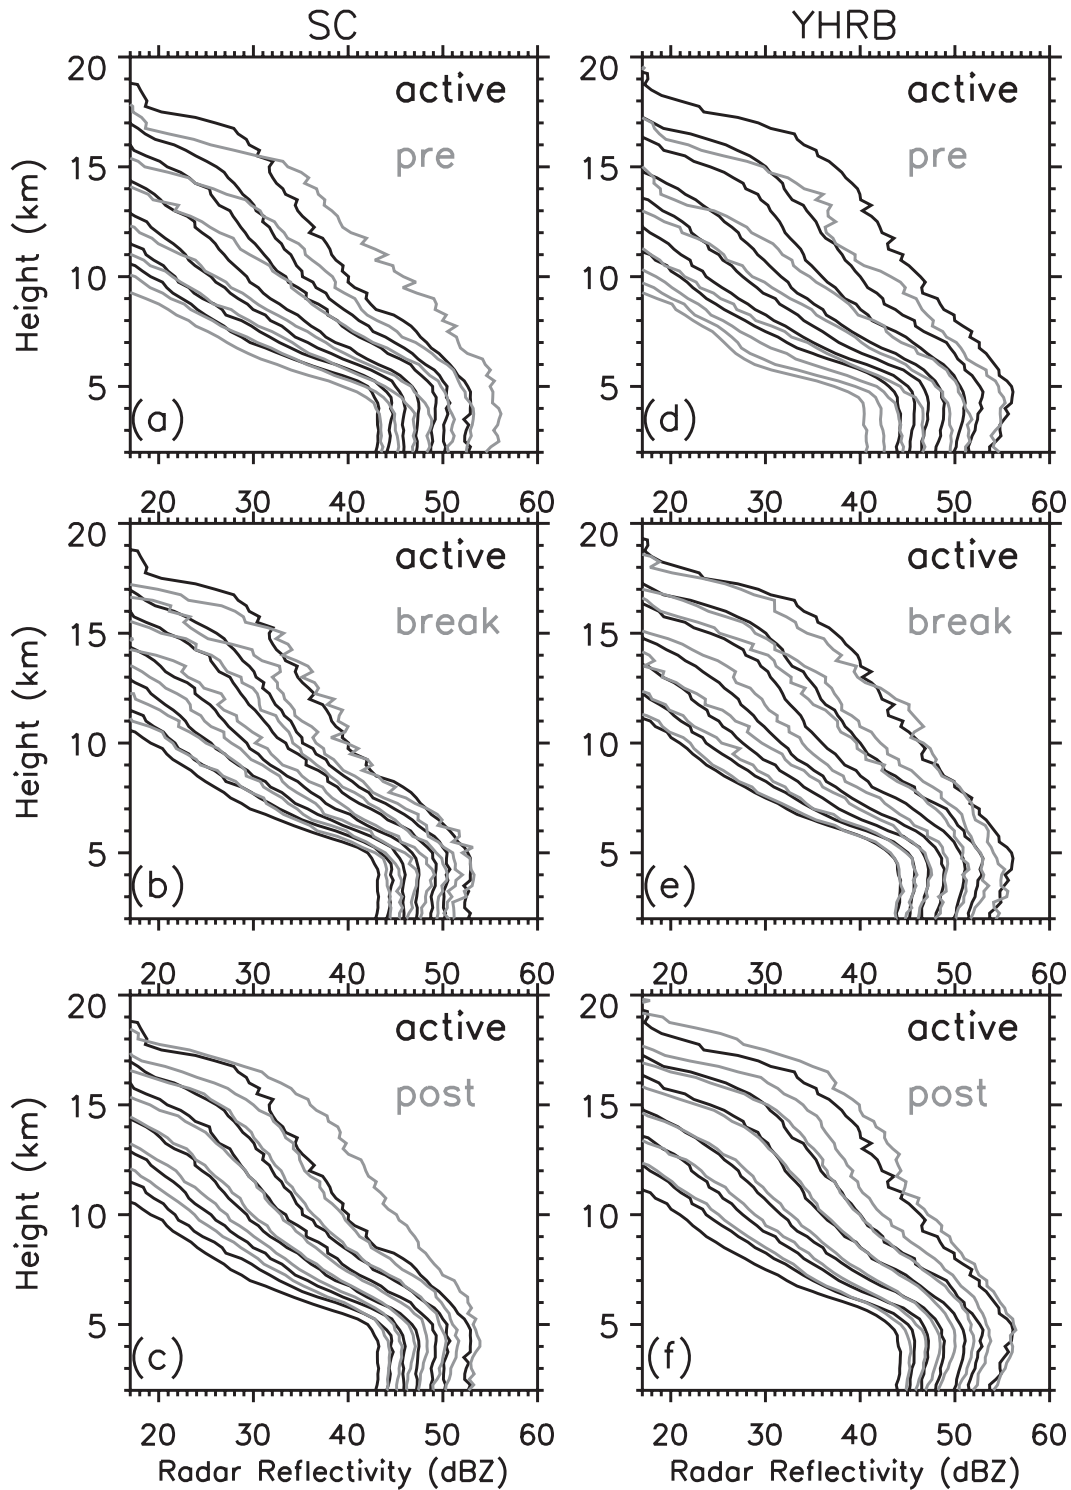 SC YHRB
20 20
active active
pre pre
15 15
Height (km)
10 10
5 5
(a) (d)
20 30 40 50 60 20 30 40 50 60
20 20
active active
break break
15 15
Height (km)
10 10
5 5
(b) (e)
20 30 40 50 60 20 30 40 50 60
20 20
active active
post post
15 15
Height (km)
10 10
5 5
(c) (f)
20 30 40 50 60 20 30 40 50 60
Radar Reflectivity (dBZ) Radar Reflectivity (dBZ)